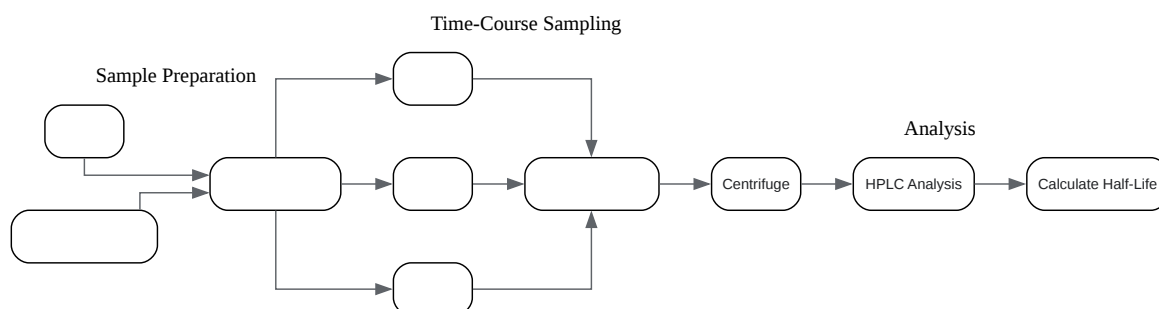 Time-Course Sampling
Sample Preparation
Analysis
Centrifuge
HPLC Analysis
Calculate Half-Life